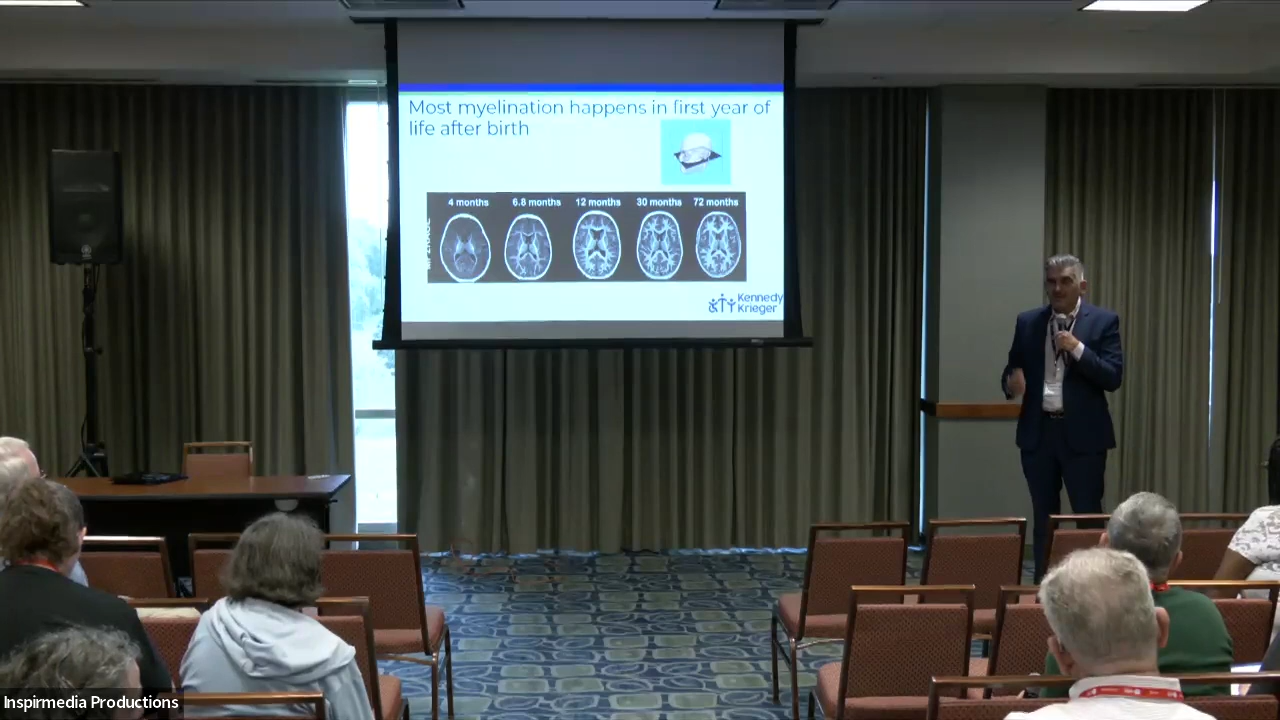 Most myelination happens in first year of
life after birth
4 months 6.8 months 12 months 30 months 72 months
Kennedy
Krieger
Inspirmedia Productions